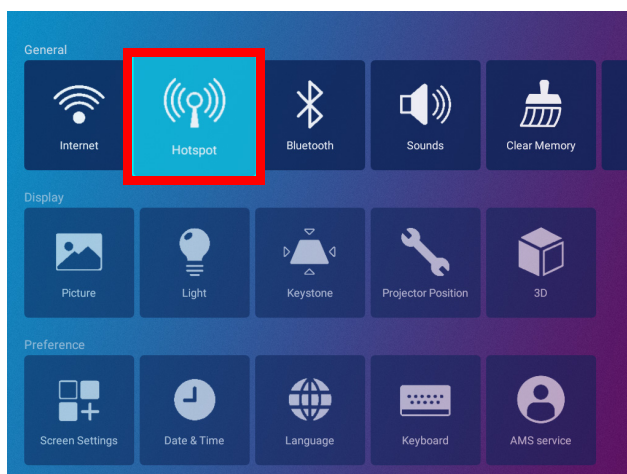 General
Internet
Hotspot
Bluetooth
Sounds
Clear Memory
Display
Picture
Light
Keystone
Projector Position
3D
Preference
Screen Settings
Date & Time
Language
Keyboard
AMS service